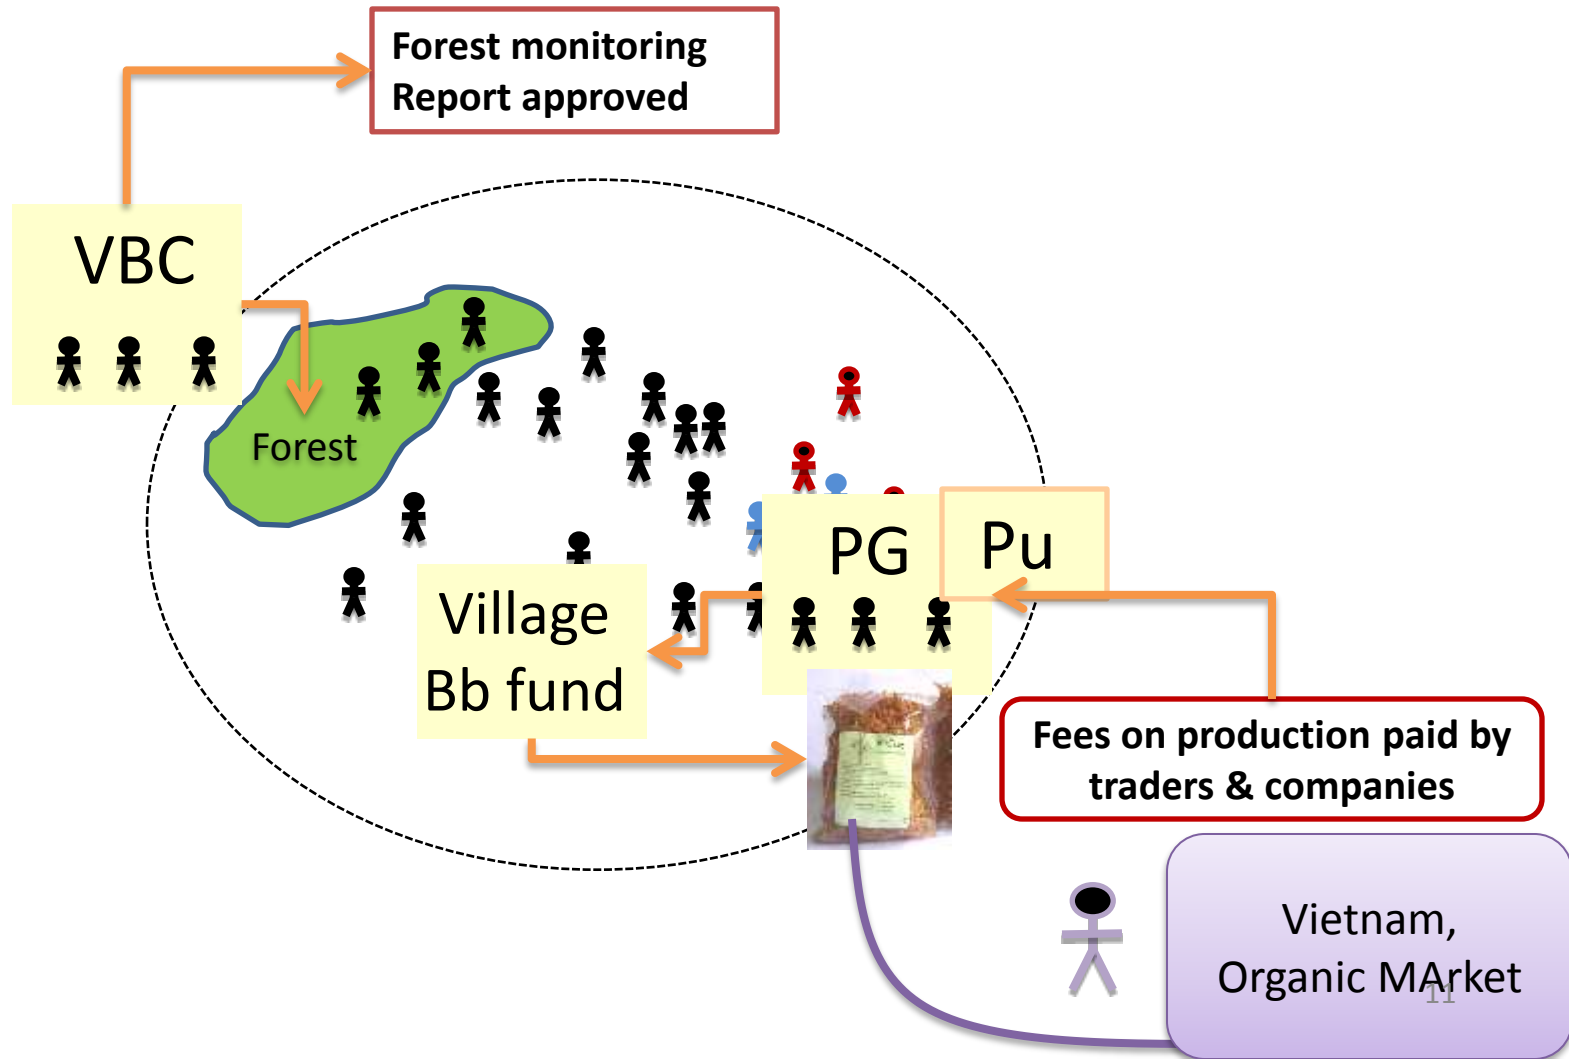 Forest monitoring
Report approved
VBC
Forest
PG
Pu
Village
Bb fund
Fees on production paid by
traders & companies
Vietnam,
Organic MArket
11